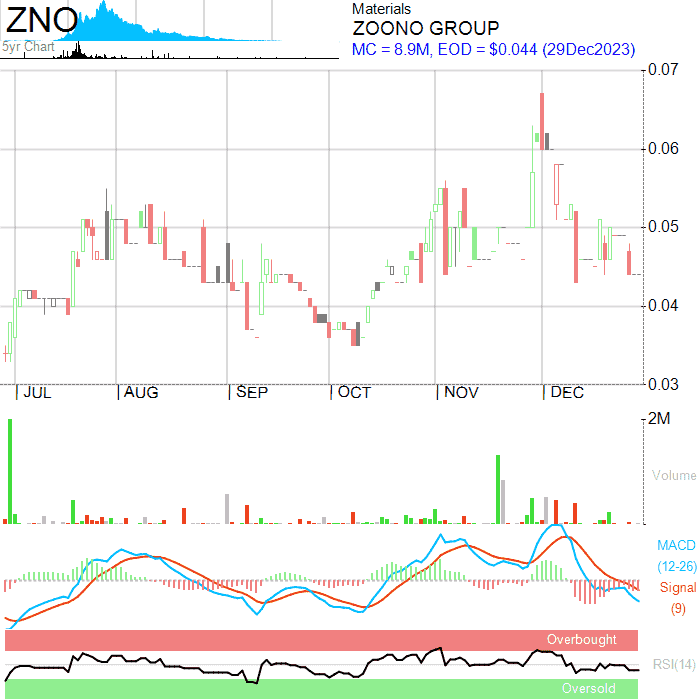 ZNO
5yr Chart
Materials
ZOONO GROUP
MC = 8.9M, EOD = $0.044 (29Dec2023)
0.07
0.06
0.05
0.04
0.03
JUL AUG SEP OCT NOV DEC
2M
Volume
MACD
(12-26)
Signal
(9)
Overbought
RSI(14)
Oversold